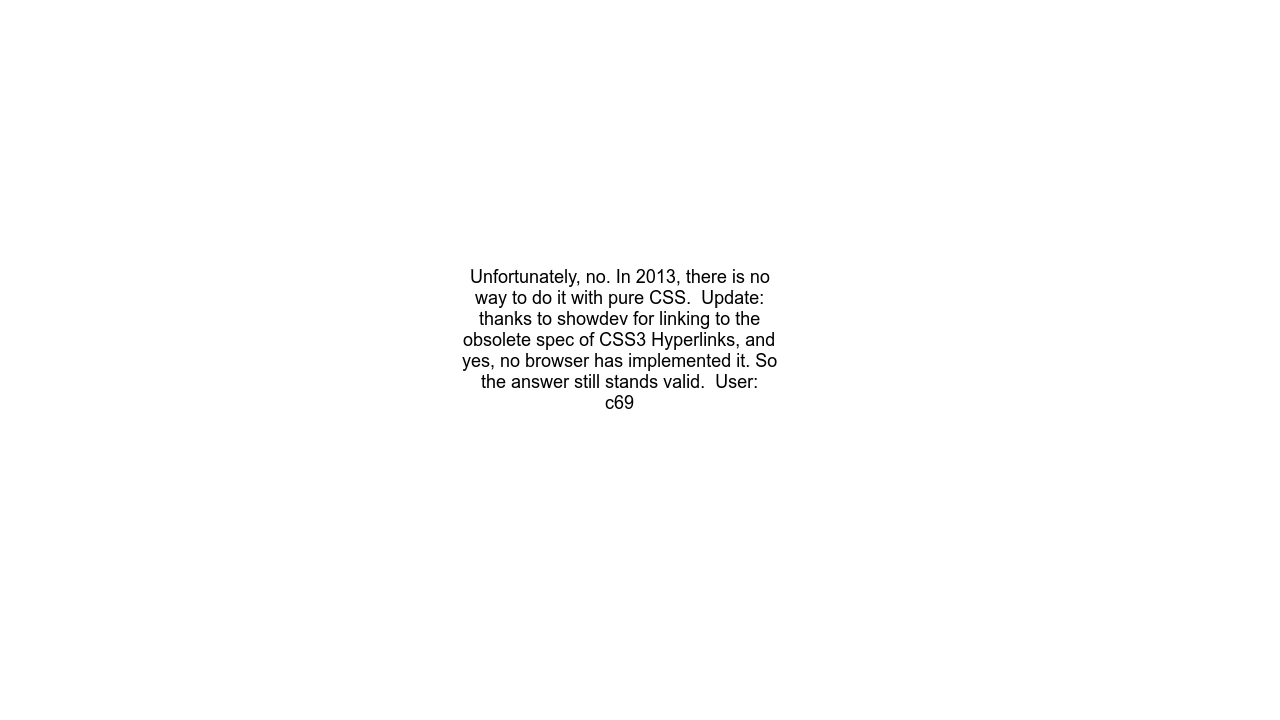 Unfortunately, no. In 2013, there is no
way to do it with pure CSS.  Update:
thanks to showdev for linking to the
obsolete spec of CSS3 Hyperlinks, and
yes, no browser has implemented it. So
the answer still stands valid.  User:
c69